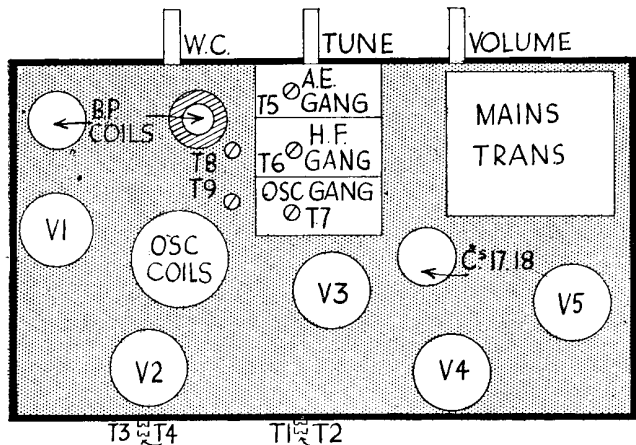 W.C. TUNE VOLUME
B.P.
COILS
A.E.
T5 GANG
H.F.
T6 GANG
OSC GANG
T7
T8
T9
MAINS
TRANS
V1
OSC
COILS
V3
C.s 17.18
V5
V2
V4
T3 T4 T1 T2